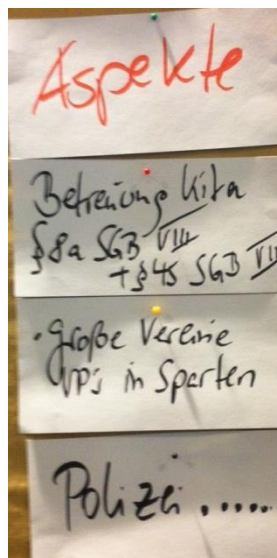 Aspekte
Betreuung Kita
§ 8a SGB VIII
+ § 45 SGB VIII
• große Vereine
VP's in Sparten
Polizei .....